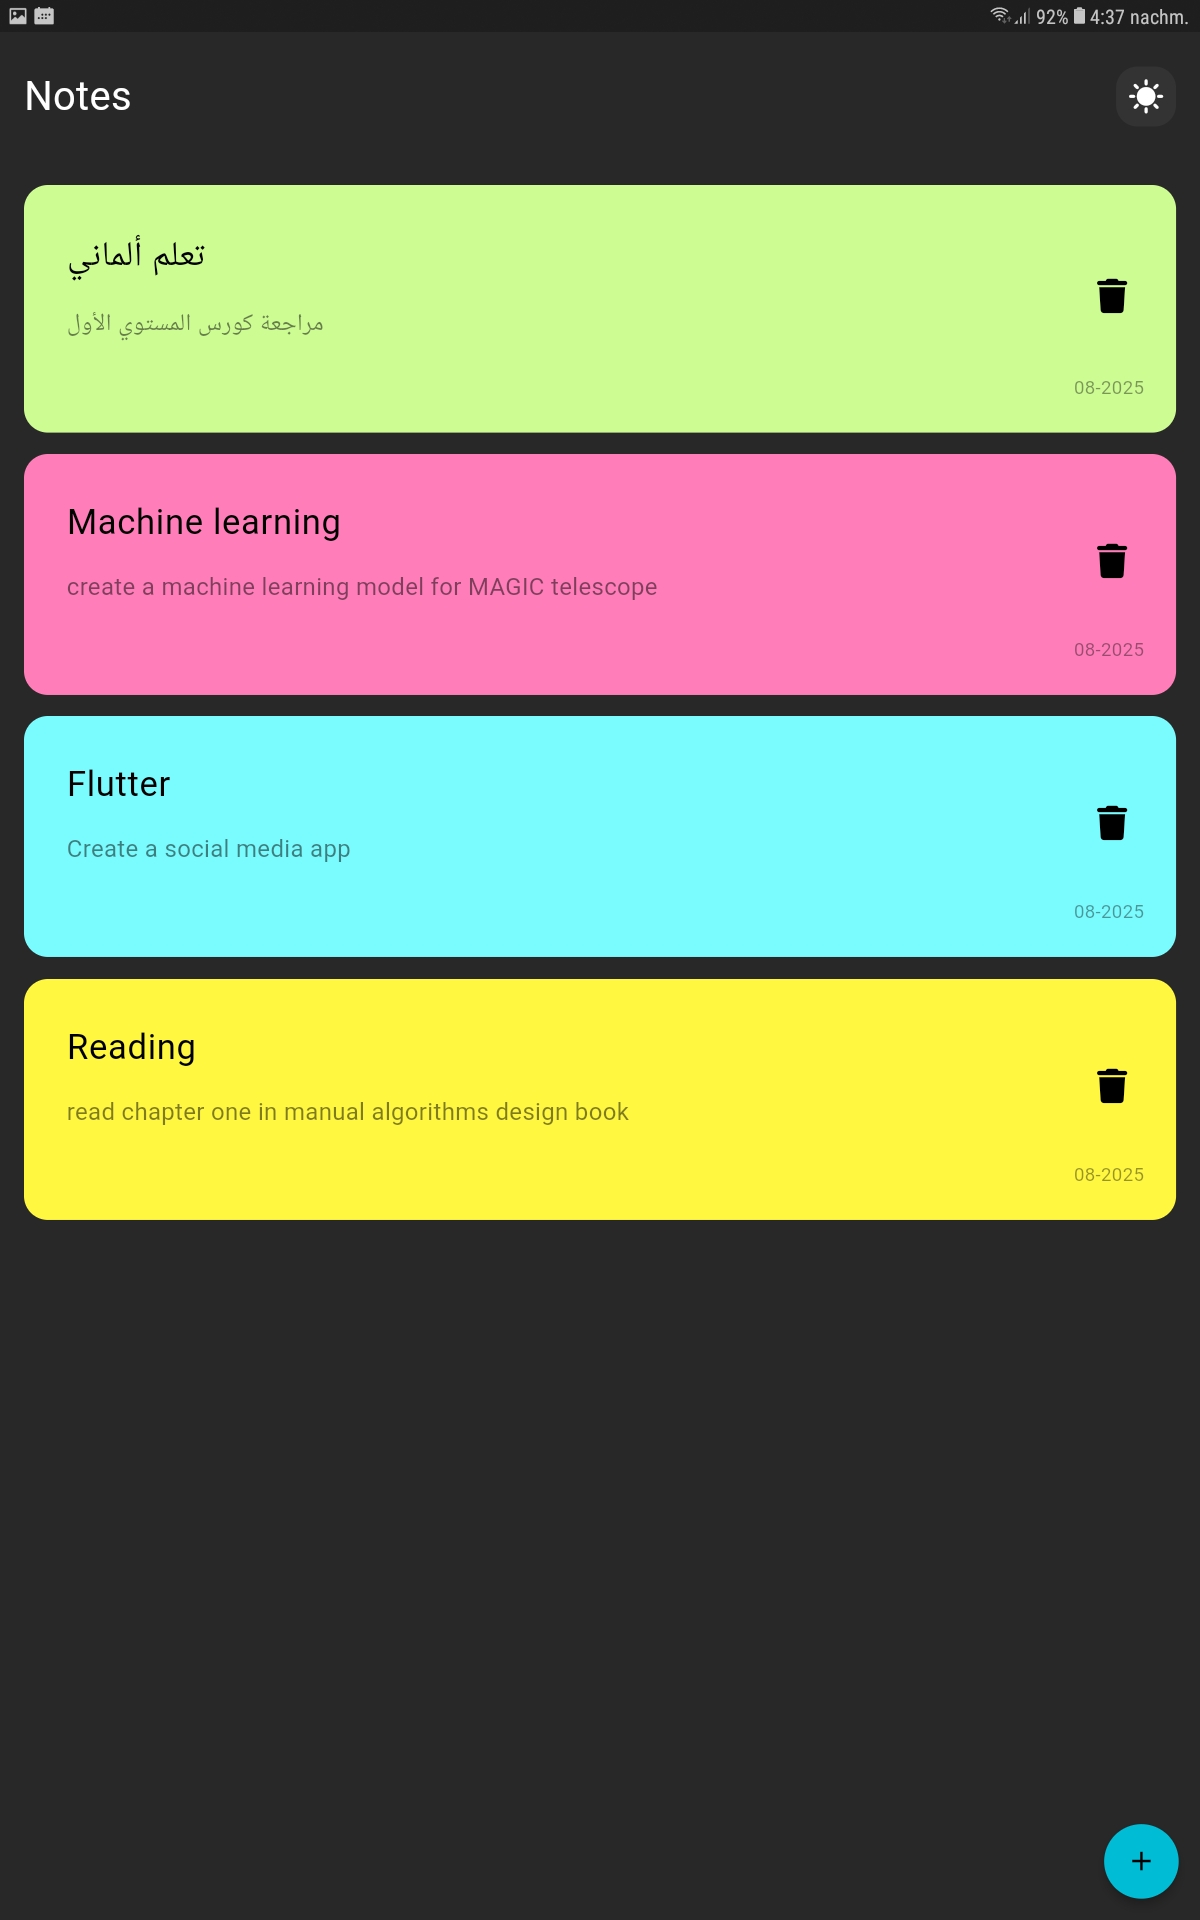 92% 4:37 nachm.
Notes
تعلم ألماني
مراجعة كورس المستوي الأول
08-2025
Machine learning
create a machine learning model for MAGIC telescope
08-2025
Flutter
Create a social media app
08-2025
Reading
read chapter one in manual algorithms design book
08-2025